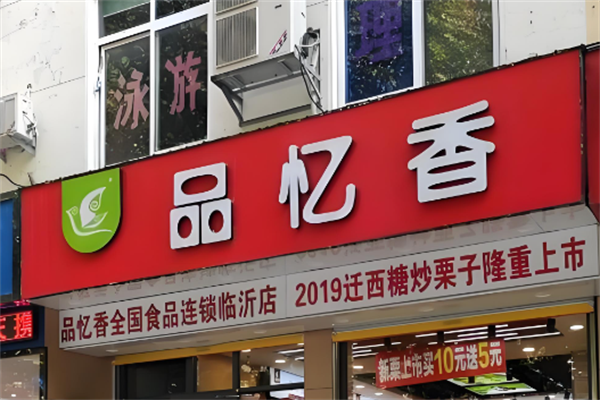 泳 游
理
品忆香
品忆香全国食品连锁临沂店 2019迁西糖炒栗子隆重上市
新栗上市买10元送5元